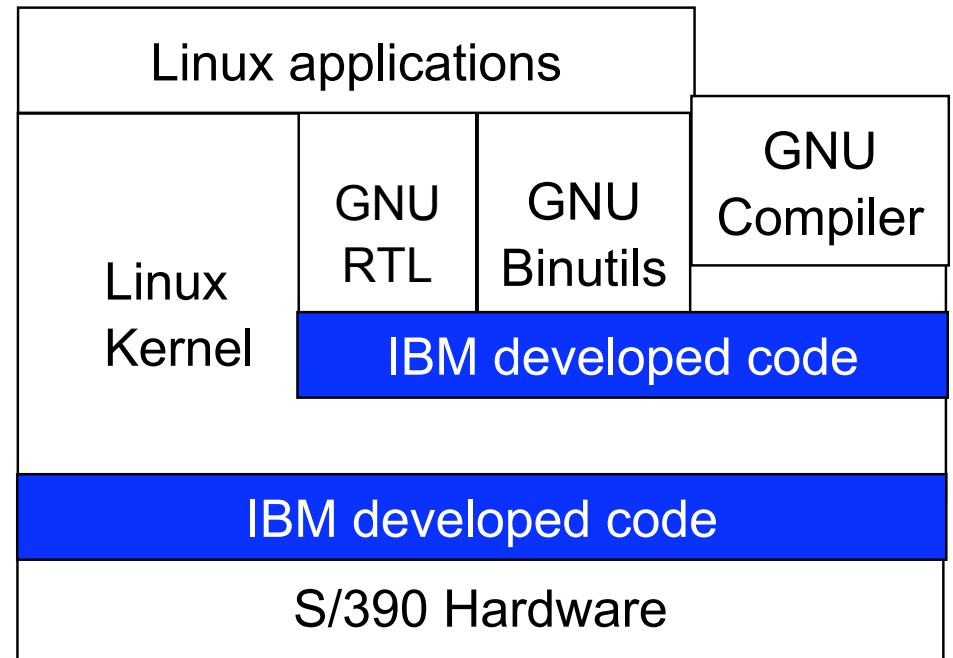 Linux applications
GNU
Compiler
GNU
RTL
GNU
Binutils
Linux
Kernel
IBM developed code
IBM developed code
S/390 Hardware